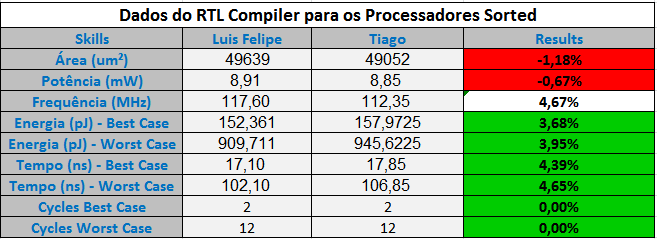 Dados do RTL Compiler para os Processadores Sorted
Skills Luis Felipe Tiago Results
Área (um²) 49639 49052 -1,18%
Potência (mW) 8,91 8,85 -0,67%
Frequência (MHz) 117,60 112,35 4,67%
Energia (pJ) - Best Case 152,361 157,9725 3,68%
Energia (pJ) - Worst Case 909,711 945,6225 3,95%
Tempo (ns) - Best Case 17,10 17,85 4,39%
Tempo (ns) - Worst Case 102,10 106,85 4,65%
Cycles Best Case 2 2 0,00%
Cycles Worst Case 12 12 0,00%